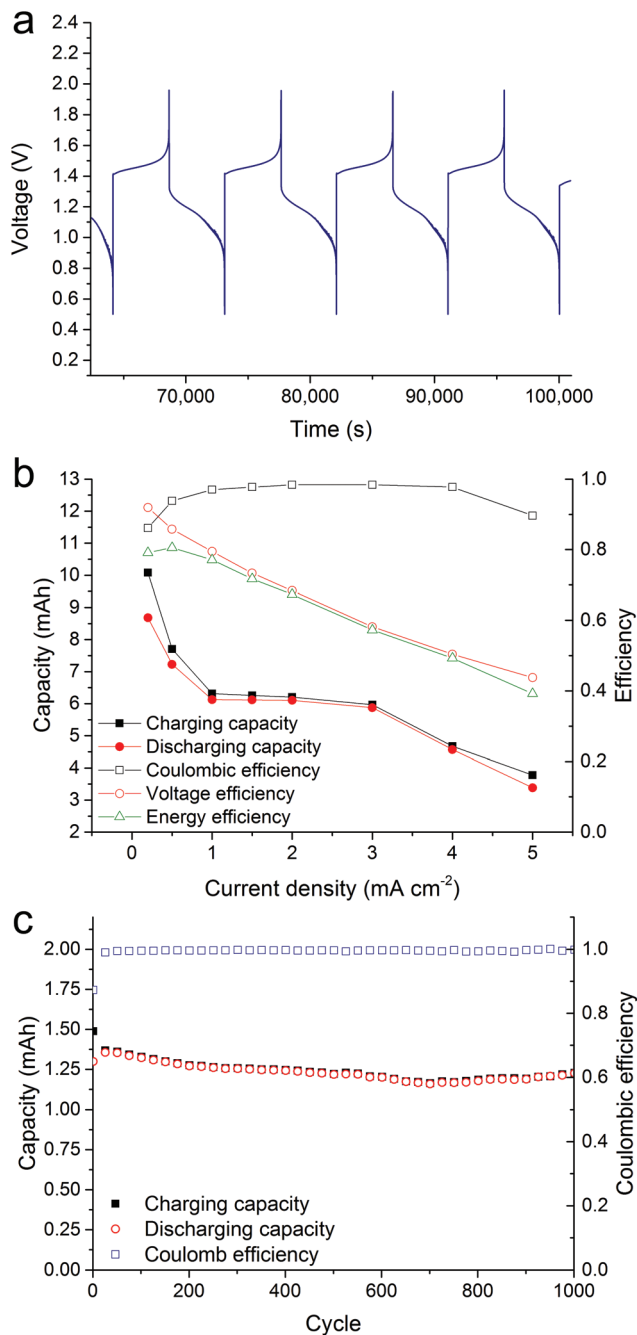 a
2.4
2.2
2.0
1.8
1.6
1.4
1.2
1.0
0.8
0.6
0.4
0.2
Voltage (V)
70,000 80,000 90,000 100,000
Time (s)
b
13
12
11
10
9
8
7
6
5
4
3
2
Capacity (mAh)
1.0
0.8
0.6
0.4
0.2
0.0
Efficiency
Charging capacity
Discharging capacity
Coulombic efficiency
Voltage efficiency
Energy efficiency
0 1 2 3 4 5
Current density (mA cm⁻²)
c
2.00
1.75
1.50
1.25
1.00
0.75
0.50
0.25
0.00
Capacity (mAh)
1.0
0.8
0.6
0.4
0.2
0.0
Coulombic efficiency
Charging capacity
Discharging capacity
Coulomb efficiency
0 200 400 600 800 1000
Cycle